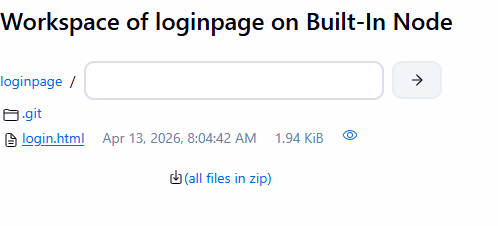 Workspace of loginpage on Built-In Node
loginpage /
.git
login.html Apr 13, 2026, 8:04:42 AM 1.94 KiB
(all files in zip)